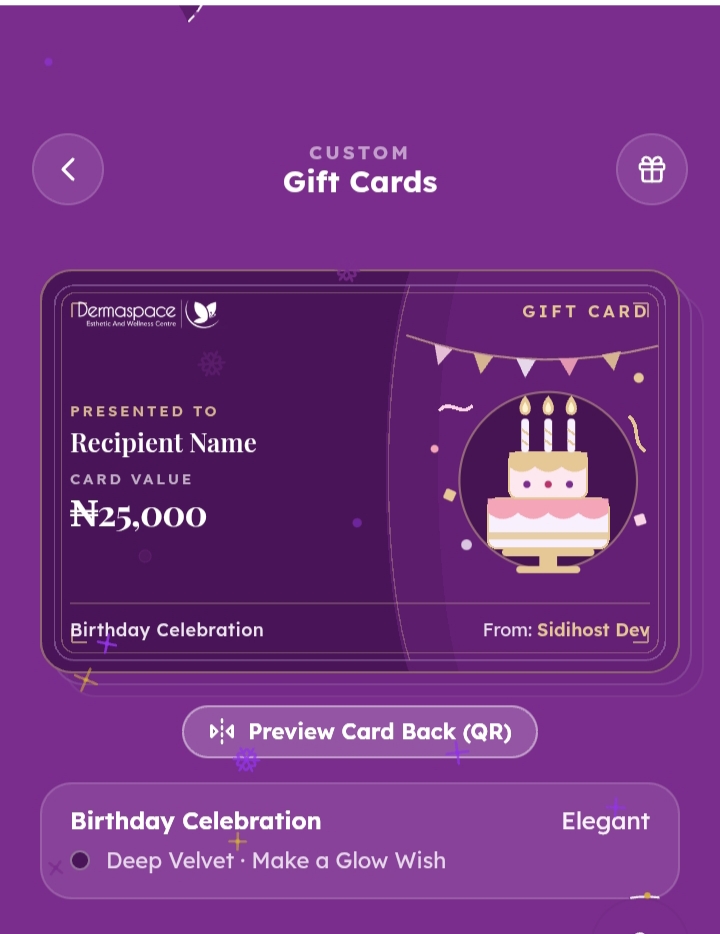 CUSTOM
Gift Cards
Dermaspace
Esthetic And Wellness Centre
GIFT CARD
PRESENTED TO
Recipient Name
CARD VALUE
₦25,000
Birthday Celebration
From: Sidihost Dev
Preview Card Back (QR)
Birthday Celebration
Elegant
Deep Velvet · Make a Glow Wish